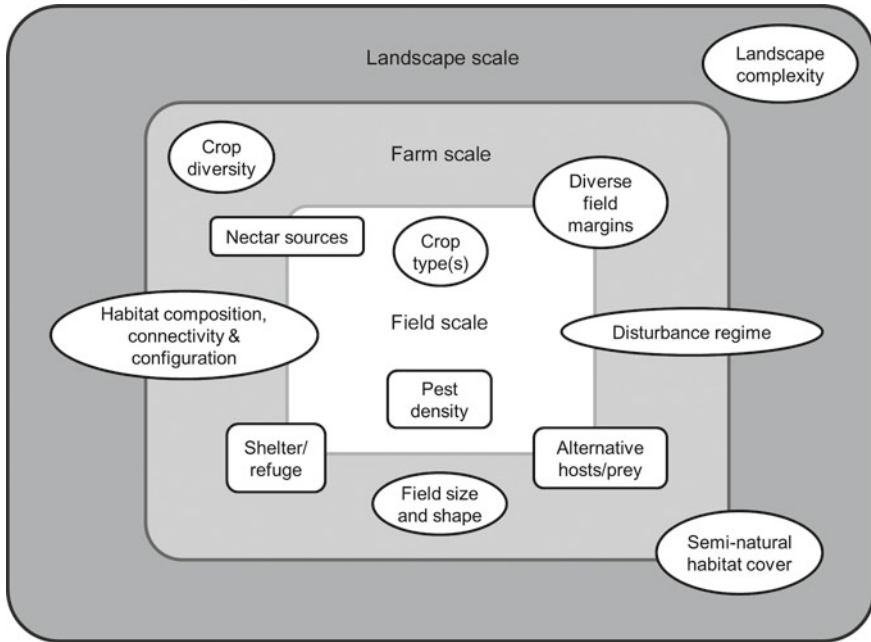 Landscape scale
Landscape
complexity
Farm scale
Crop
diversity
Diverse
field
margins
Nectar sources
Crop
type(s)
Habitat composition,
connectivity &
configuration
Field scale
Disturbance regime
Pest
density
Shelter/
refuge
Alternative
hosts/prey
Field size
and shape
Semi-natural
habitat cover